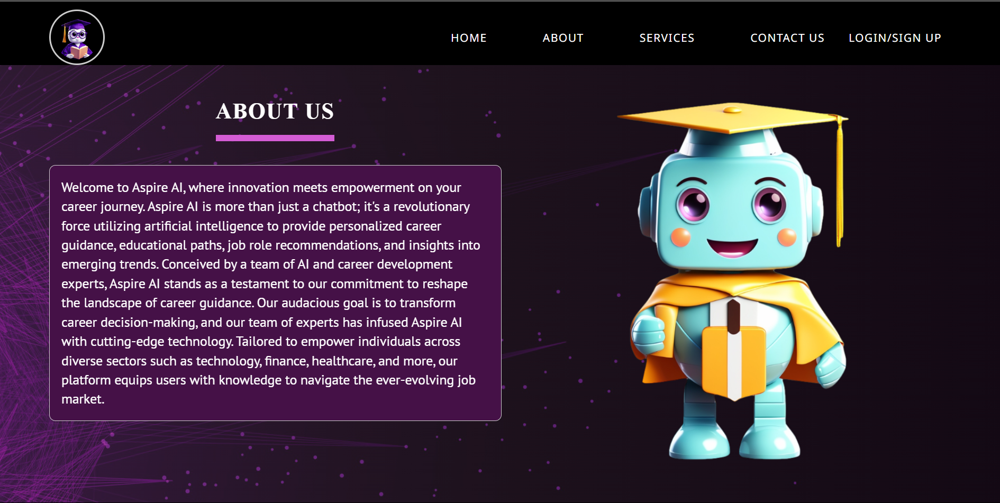 HOME ABOUT SERVICES CONTACT US LOGIN/SIGN UP
ABOUT US
Welcome to Aspire AI, where innovation meets empowerment on your
career journey. Aspire AI is more than just a chatbot; it's a revolutionary
force utilizing artificial intelligence to provide personalized career
guidance, educational paths, job role recommendations, and insights into
emerging trends. Conceived by a team of AI and career development
experts, Aspire AI stands as a testament to our commitment to reshape
the landscape of career guidance. Our audacious goal is to transform
career decision-making, and our team of experts has infused Aspire AI
with cutting-edge technology. Tailored to empower individuals across
diverse sectors such as technology, finance, healthcare, and more, our
platform equips users with knowledge to navigate the ever-evolving job
market.